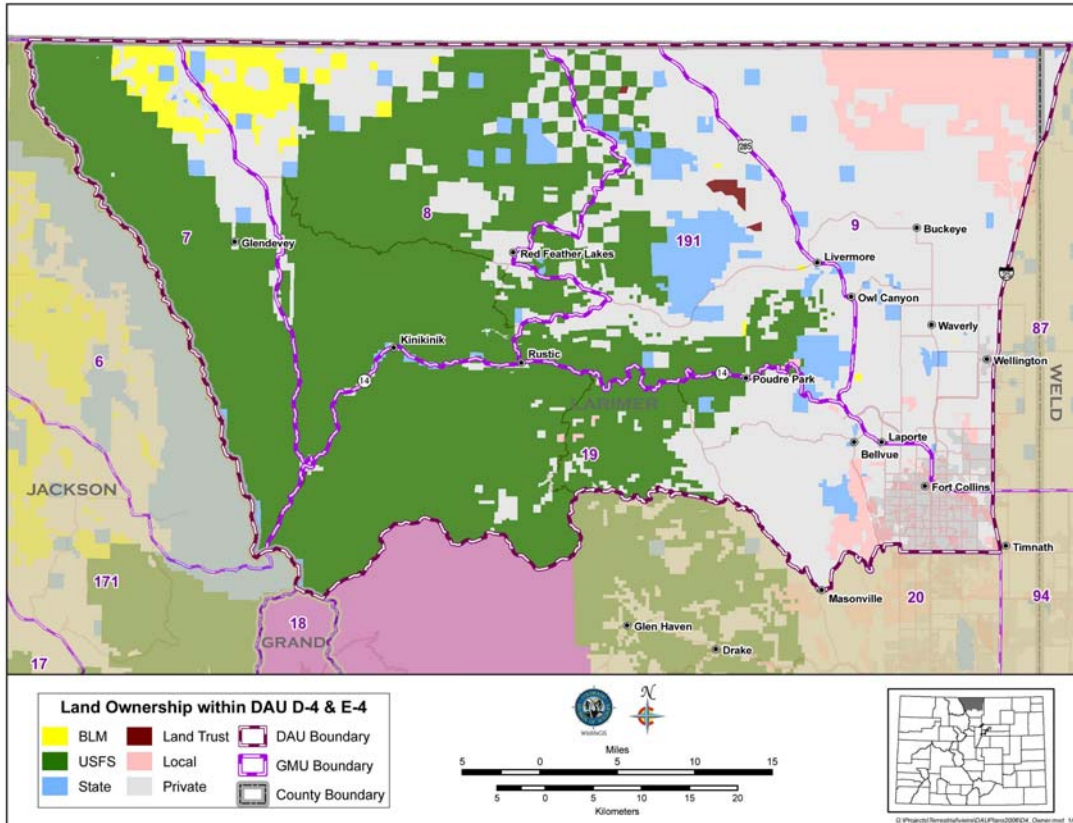 285
191
7
8
9
Glendevey
Red Feather Lakes
Buckeye
Livermore
Owl Canyon
25
Kinikinik
Waverly
87
Rustic
Wellington
6
14
14
Poudre Park
WELD
LARIMER
Laporte
Bellvue
19
JACKSON
Fort Collins
Timnath
171
Masonville
20
94
18
Glen Haven
GRAND
Drake
17
Land Ownership within DAU D-4 & E-4
BLM
Land Trust
DAU Boundary
USFS
Local
GMU Boundary
State
Private
County Boundary
N
Miles
5 0 5 10 15
5 0 5 10 15 20
Kilometers